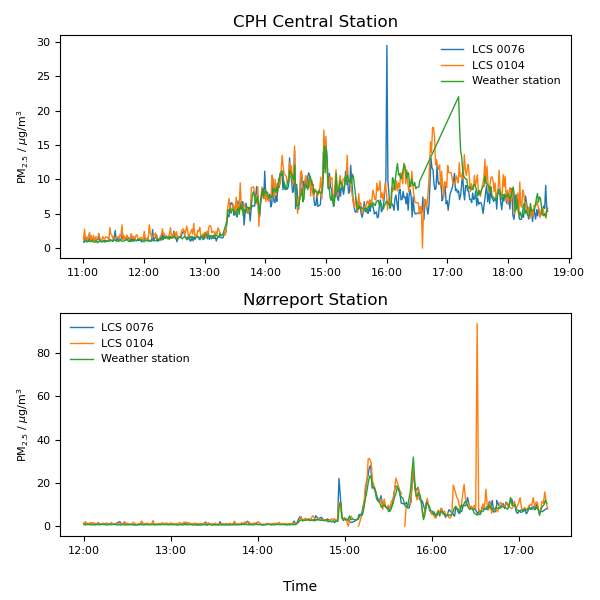 CPH Central Station
PM2.5 / μg/m³
30
25
20
15
10
5
0
LCS 0076
LCS 0104
Weather station
11:00 12:00 13:00 14:00 15:00 16:00 17:00 18:00 19:00
Nørreport Station
PM2.5 / μg/m³
80
60
40
20
0
LCS 0076
LCS 0104
Weather station
12:00 13:00 14:00 15:00 16:00 17:00
Time